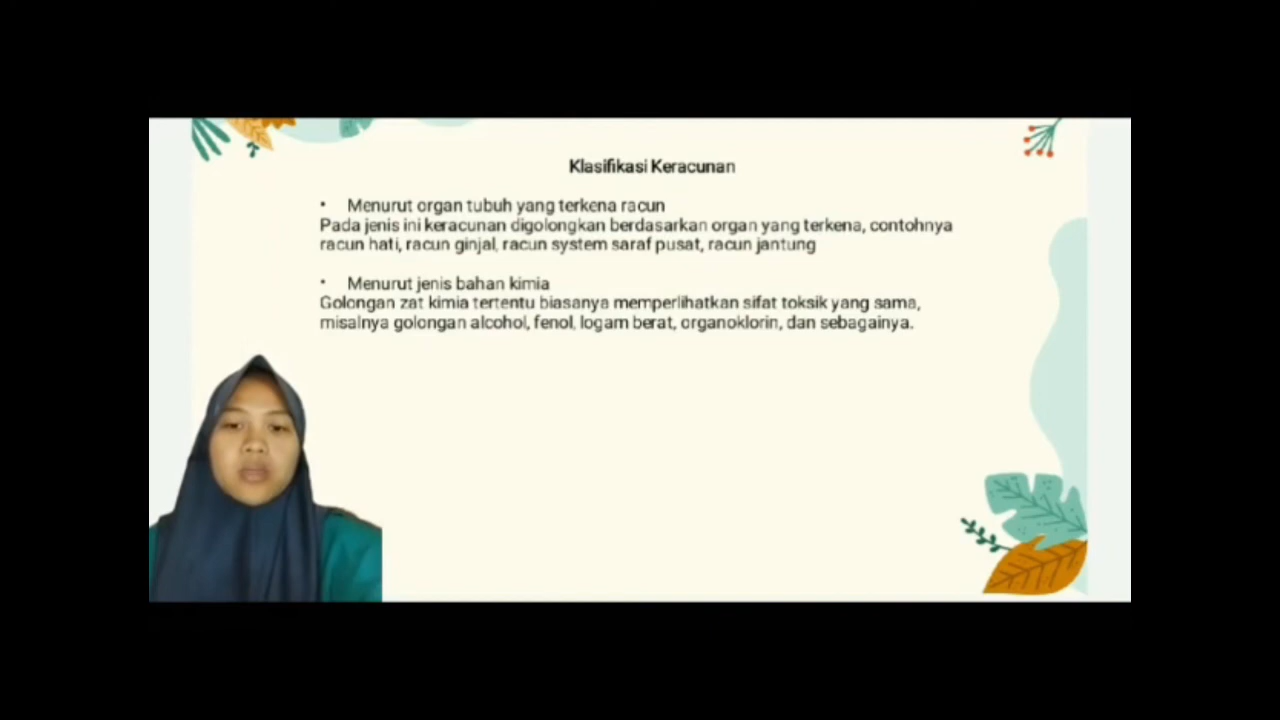 Klasifikasi Keracunan
• Menurut organ tubuh yang terkena racun
Pada jenis ini keracunan digolongkan berdasarkan organ yang terkena, contohnya
racun hati, racun ginjal, racun system saraf pusat, racun jantung
• Menurut jenis bahan kimia
Golongan zat kimia tertentu biasanya memperlihatkan sifat toksik yang sama,
misalnya golongan alcohol, fenol, logam berat, organoklorin, dan sebagainya.